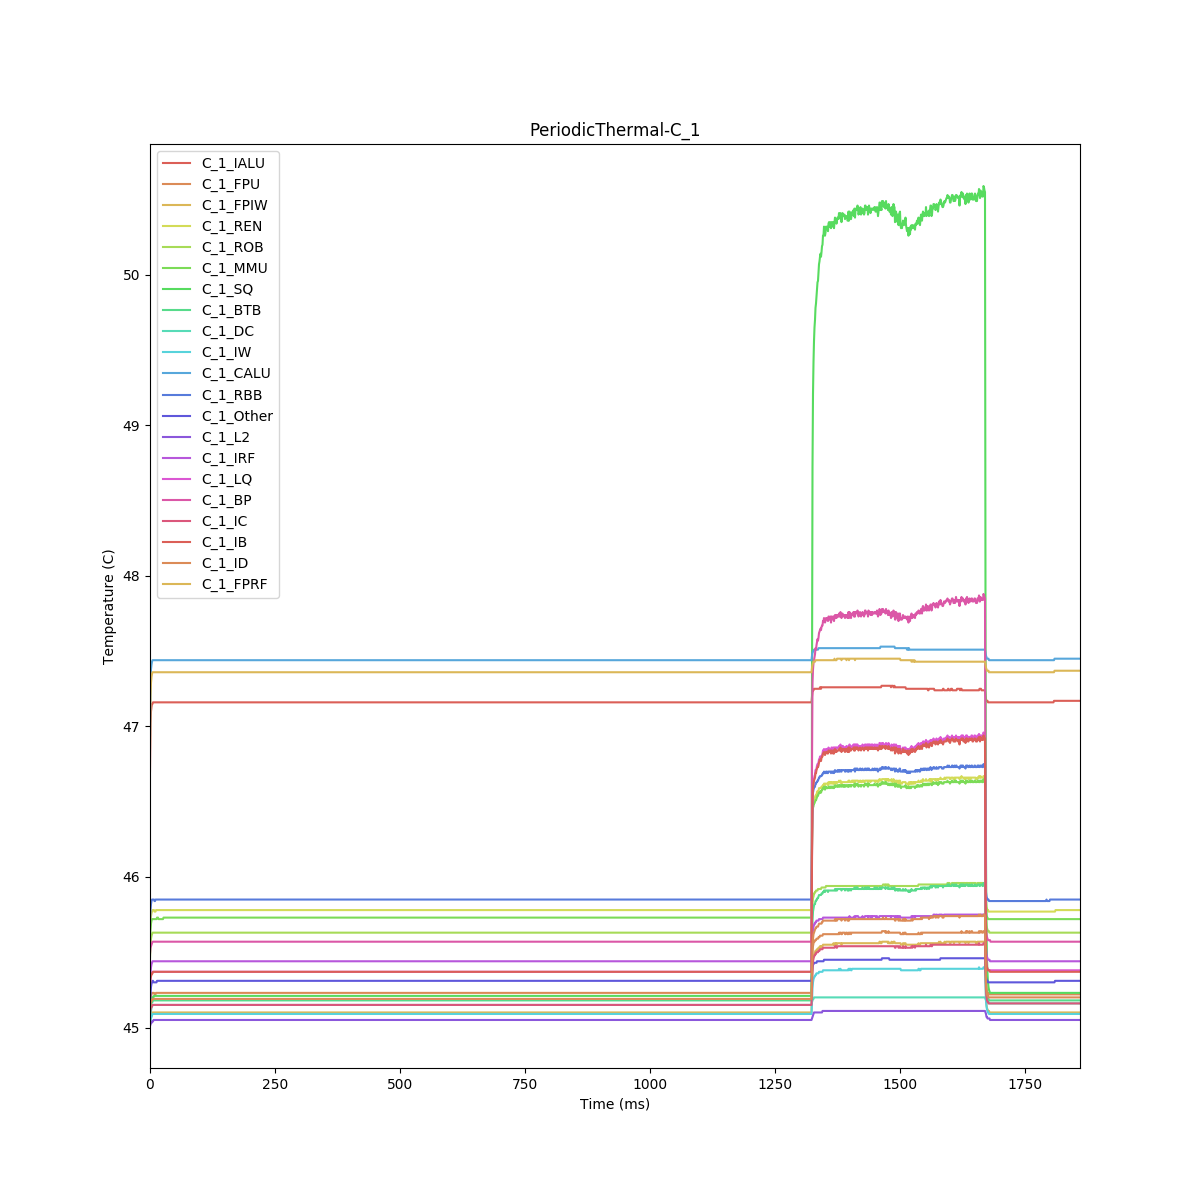 PeriodicThermal-C_1
C_1_IALU
C_1_FPU
C_1_FPIW
C_1_REN
C_1_ROB
C_1_MMU
C_1_SQ
C_1_BTB
C_1_DC
C_1_IW
C_1_CALU
C_1_RBB
C_1_Other
C_1_L2
C_1_IRF
C_1_LQ
C_1_BP
C_1_IC
C_1_IB
C_1_ID
C_1_FPRF
50
49
48
47
46
45
Temperature (C)
0 250 500 750 1000 1250 1500 1750
Time (ms)